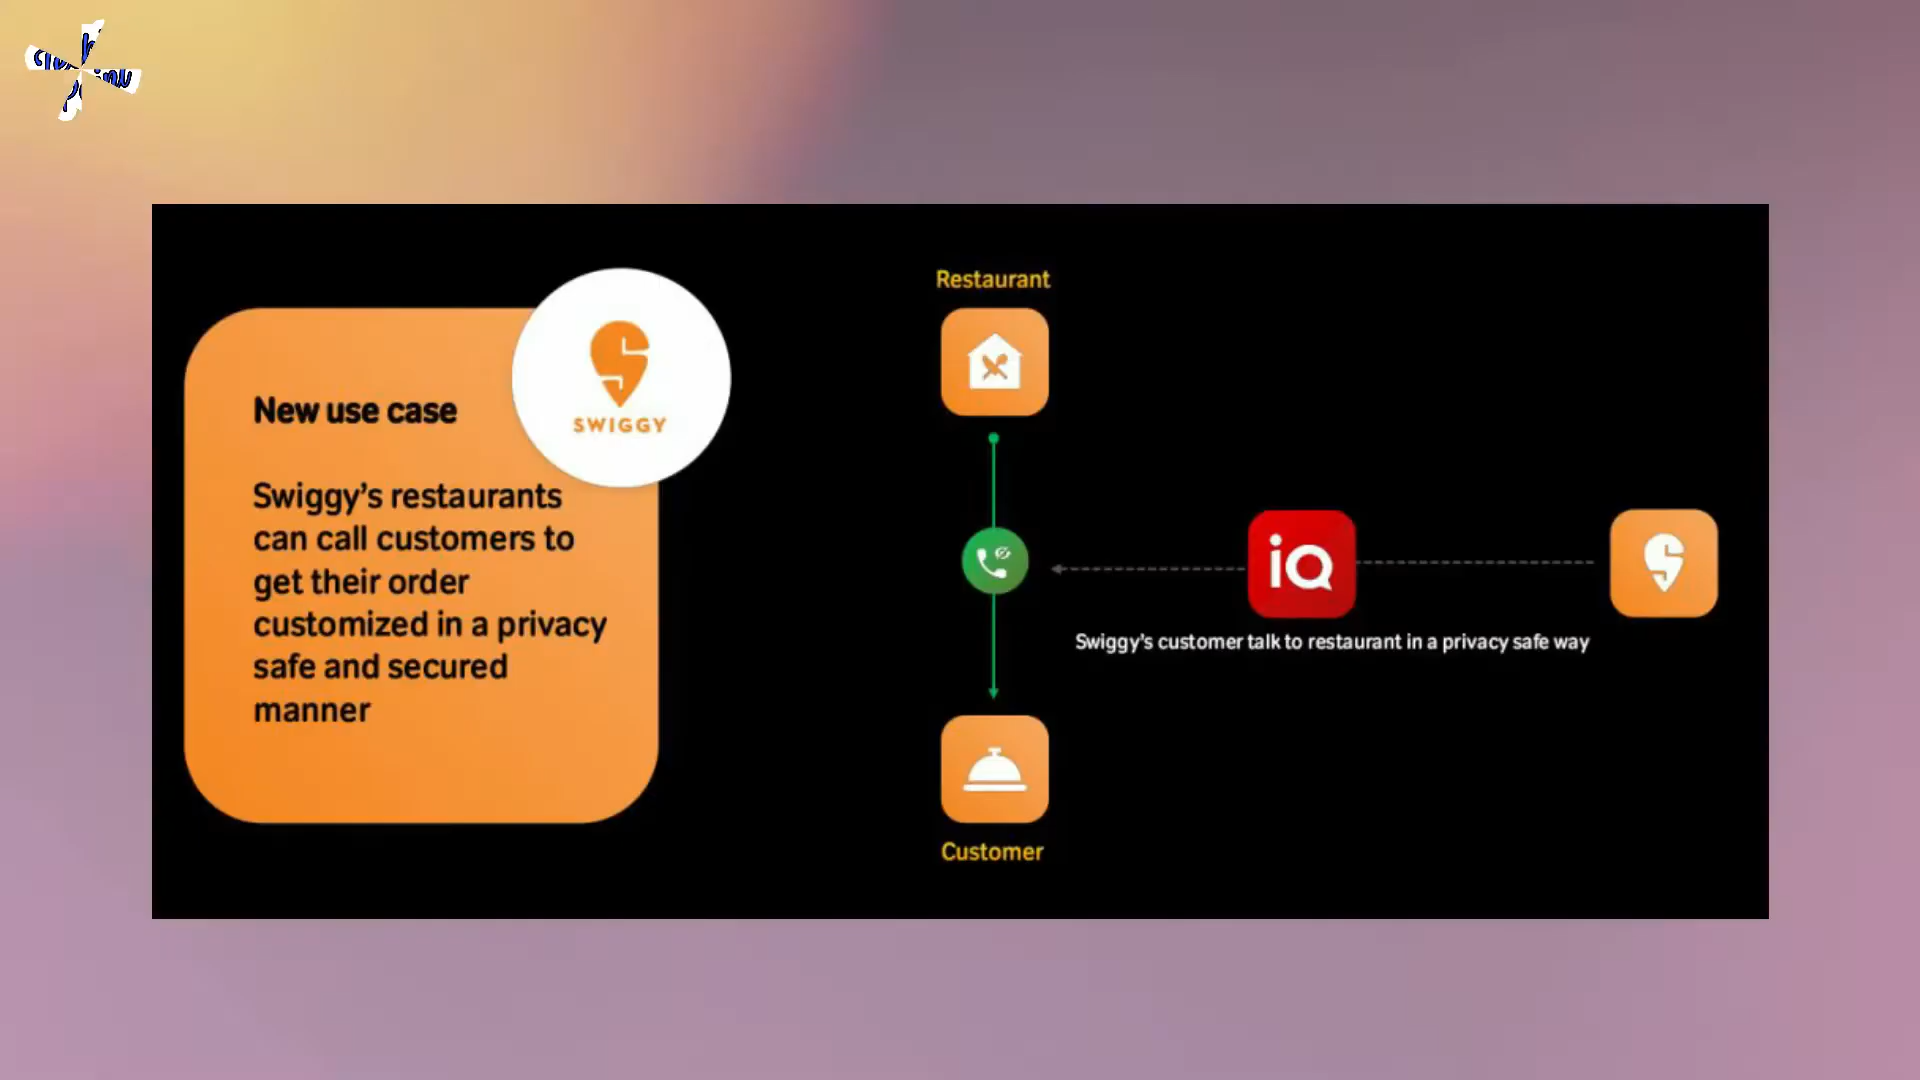 New use case
SWIGGY
Swiggy's restaurants
can call customers to
get their order
customized in a privacy
safe and secured
manner
Restaurant
iQ
Swiggy's customer talk to restaurant in a privacy safe way
Customer